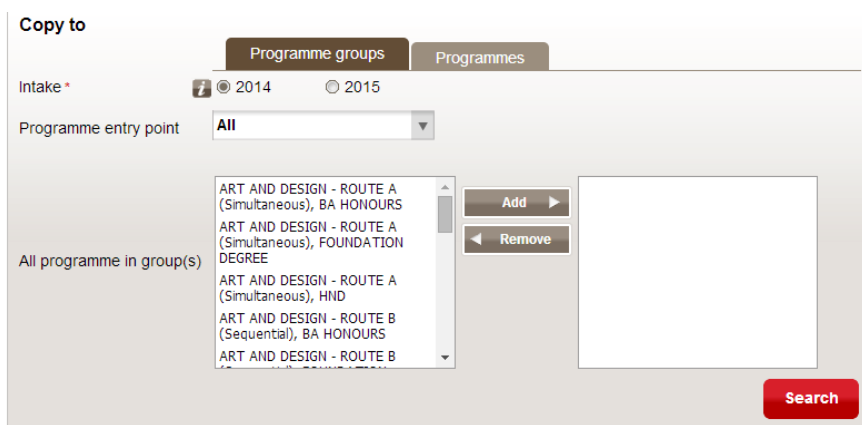 Copy to
Programme groups
Programmes
Intake *
i
2014
2015
Programme entry point
All
All programme in group(s)
ART AND DESIGN - ROUTE A
(Simultaneous), BA HONOURS
ART AND DESIGN - ROUTE A
(Simultaneous), FOUNDATION
DEGREE
ART AND DESIGN - ROUTE A
(Simultaneous), HND
ART AND DESIGN - ROUTE B
(Sequential), BA HONOURS
ART AND DESIGN - ROUTE B
Add
Remove
Search